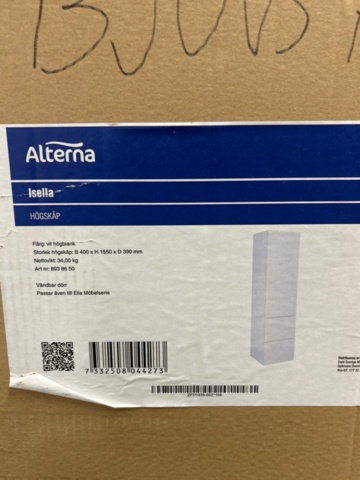 BJUDS
Alterna
Isella
HÖGSKÅP
Färg: vit högblank
Storlek högskåp: B 400 x H 1550 x D 390 mm
Nettovikt: 34,00 kg
Art nr: 893 86 60
Vändbar dörr
Passar även till Ella Möbelserie
7 332508 044273